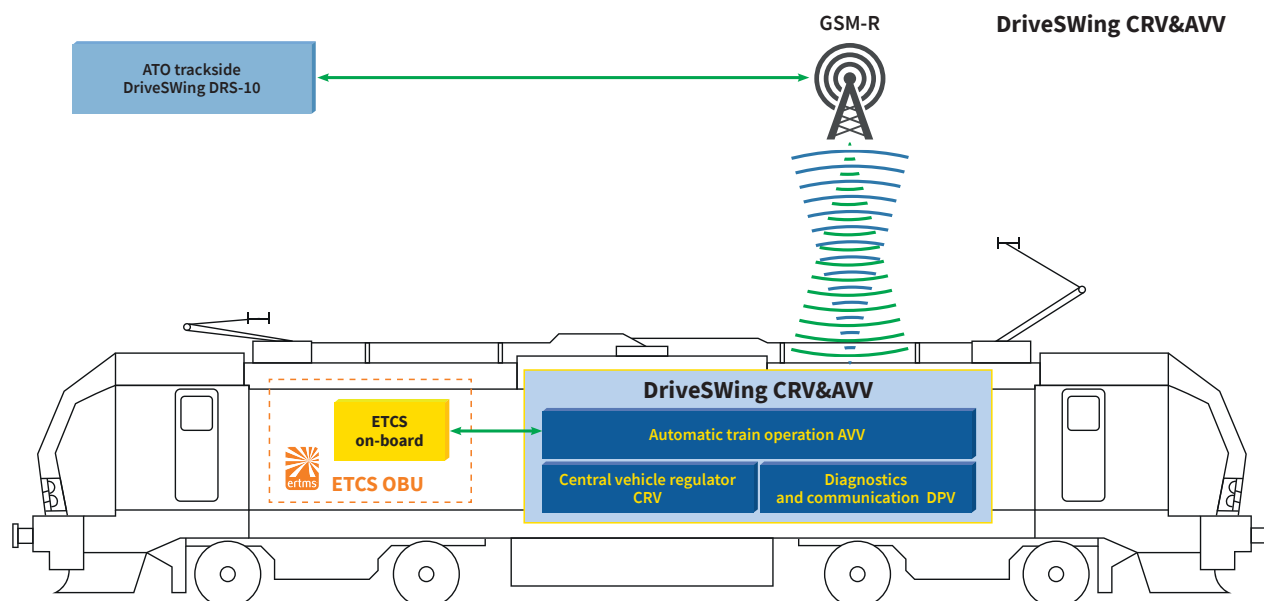 GSM-R
DriveSWing CRV&AVV
ATO trackside
DriveSWing DRS-10
DriveSWing CRV&AVV
ETCS
on-board
Automatic train operation AVV
ertms
ETCS OBU
Central vehicle regulator
CRV
Diagnostics
and communication DPV